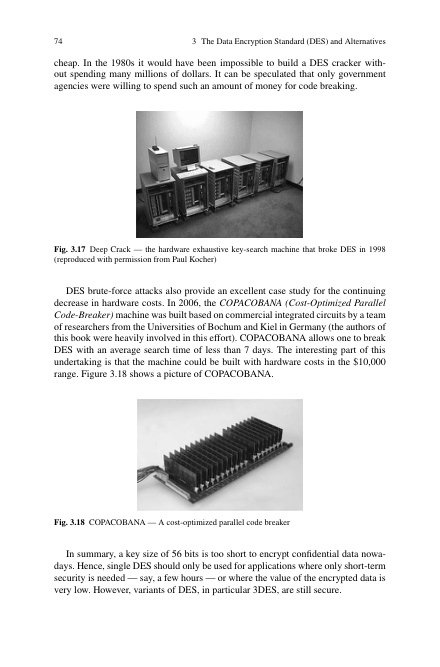 74 3 The Data Encryption Standard (DES) and Alternatives
cheap. In the 1980s it would have been impossible to build a DES cracker with-
out spending many millions of dollars. It can be speculated that only government
agencies were willing to spend such an amount of money for code breaking.
Fig. 3.17 Deep Crack — the hardware exhaustive key-search machine that broke DES in 1998
(reproduced with permission from Paul Kocher)
DES brute-force attacks also provide an excellent case study for the continuing
decrease in hardware costs. In 2006, the COPACOBANA (Cost-Optimized Parallel
Code-Breaker) machine was built based on commercial integrated circuits by a team
of researchers from the Universities of Bochum and Kiel in Germany (the authors of
this book were heavily involved in this effort). COPACOBANA allows one to break
DES with an average search time of less than 7 days. The interesting part of this
undertaking is that the machine could be built with hardware costs in the $10,000
range. Figure 3.18 shows a picture of COPACOBANA.
Fig. 3.18 COPACOBANA — A cost-optimized parallel code breaker
In summary, a key size of 56 bits is too short to encrypt confidential data nowa-
days. Hence, single DES should only be used for applications where only short-term
security is needed — say, a few hours — or where the value of the encrypted data is
very low. However, variants of DES, in particular 3DES, are still secure.